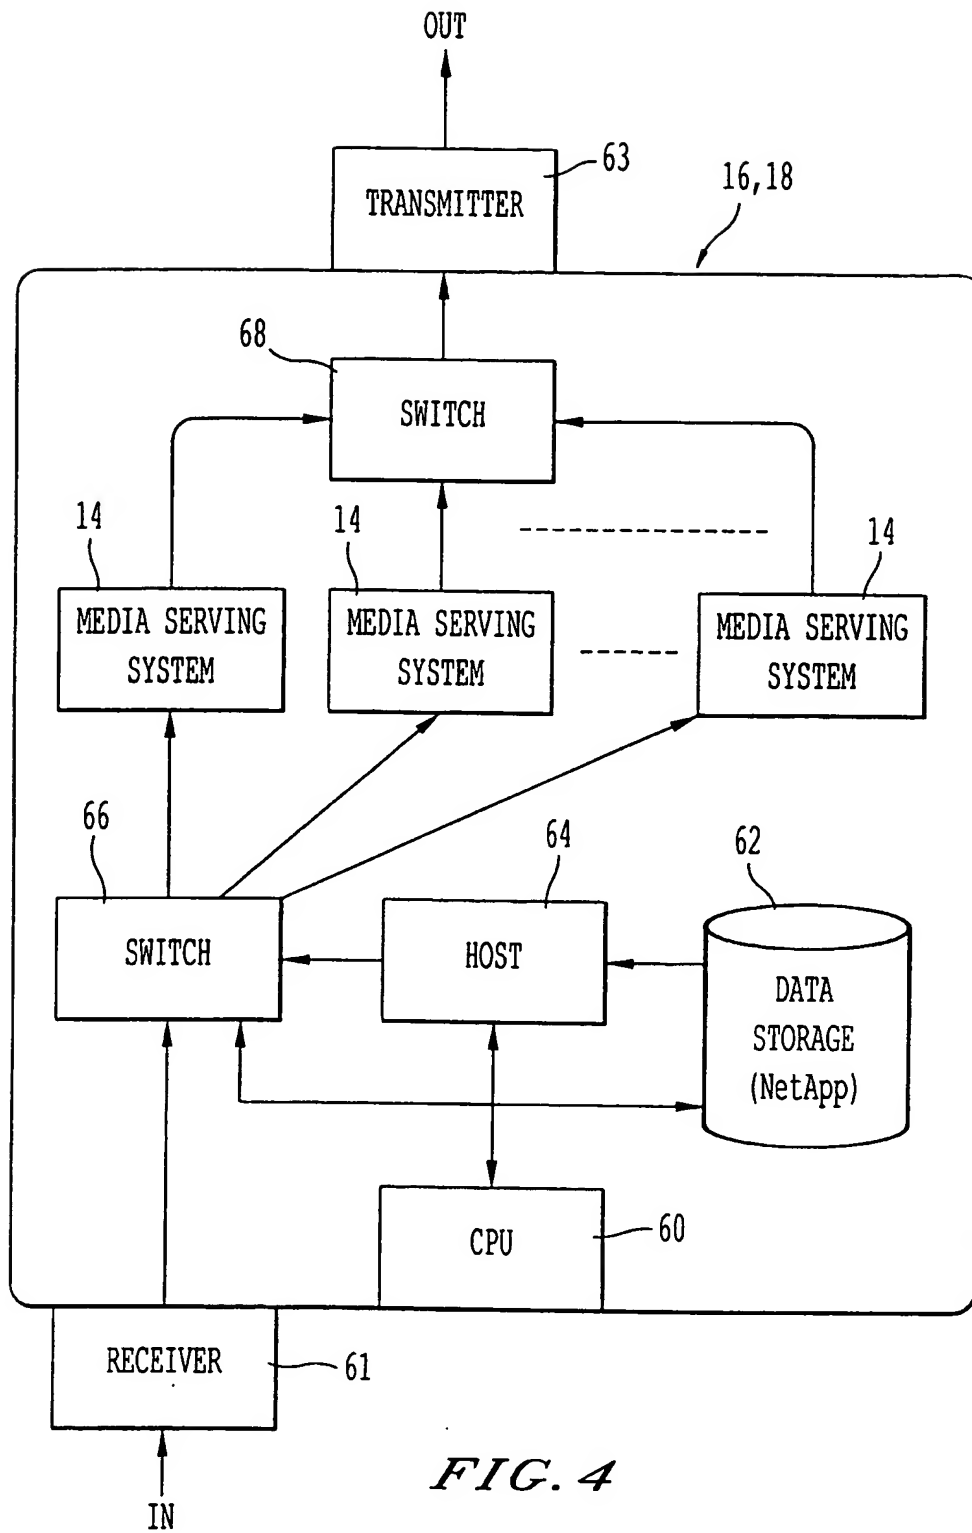 OUT
63
TRANSMITTER
16,18
68
SWITCH
14
14
14
MEDIA SERVING
SYSTEM
MEDIA SERVING
SYSTEM
MEDIA SERVING
SYSTEM
66
64
62
SWITCH
HOST
DATA
STORAGE
(NetApp)
CPU
60
RECEIVER
61
IN
FIG. 4